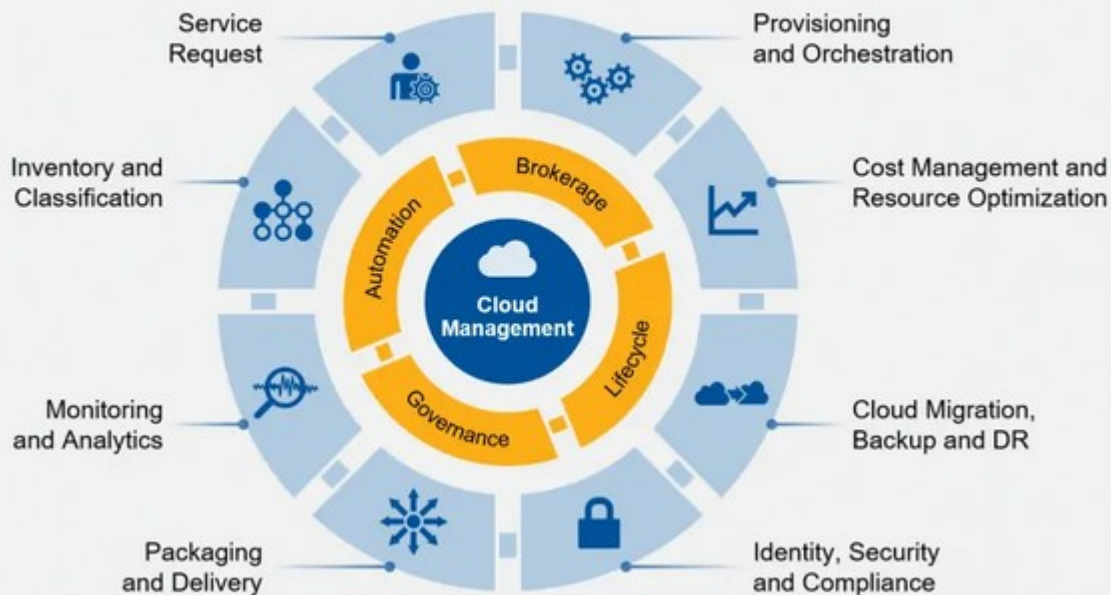 Service
Request
Provisioning
and Orchestration
Inventory and
Classification
Cost Management and
Resource Optimization
Brokerage
Automation
Cloud
Management
Lifecycle
Governance
Monitoring
and Analytics
Cloud Migration,
Backup and DR
Packaging
and Delivery
Identity, Security
and Compliance